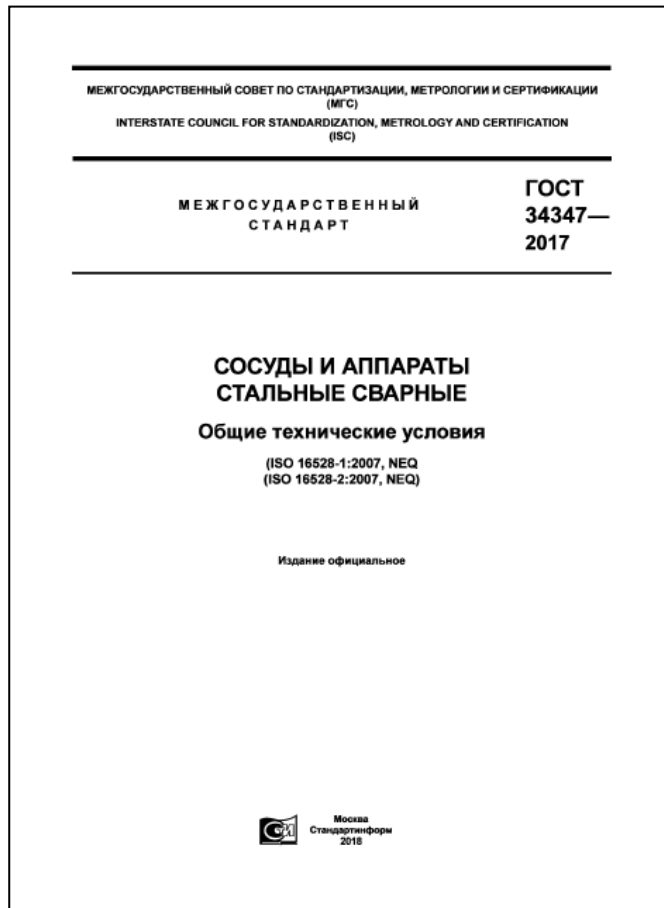 МЕЖГОСУДАРСТВЕННЫЙ СОВЕТ ПО СТАНДАРТИЗАЦИИ, МЕТРОЛОГИИ И СЕРТИФИКАЦИИ
(МГС)
INTERSTATE COUNCIL FOR STANDARDIZATION, METROLOGY AND CERTIFICATION
(ISC)
МЕЖГОСУДАРСТВЕННЫЙ
СТАНДАРТ
ГОСТ
34347—
2017
СОСУДЫ И АППАРАТЫ
СТАЛЬНЫЕ СВАРНЫЕ
Общие технические условия
(ISO 16528-1:2007, NEQ
(ISO 16528-2:2007, NEQ)
Издание официальное
Москва
Стандартинформ
2018